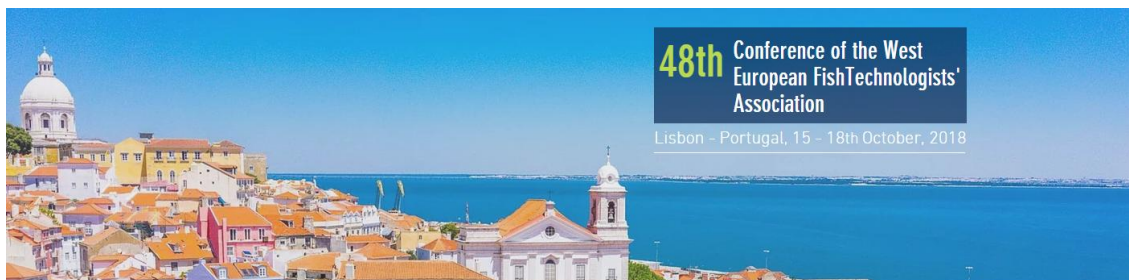 48th Conference of the West
European FishTechnologists'
Association
Lisbon - Portugal, 15 - 18th October, 2018